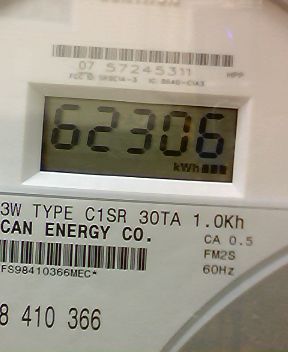 07 57245311
HPP
62306
kWh
3W TYPE C1SR 30TA 1.0Kh
CAN ENERGY CO.
CA 0.5
FM2S
60Hz
FS98410366MEC*
8 410 366